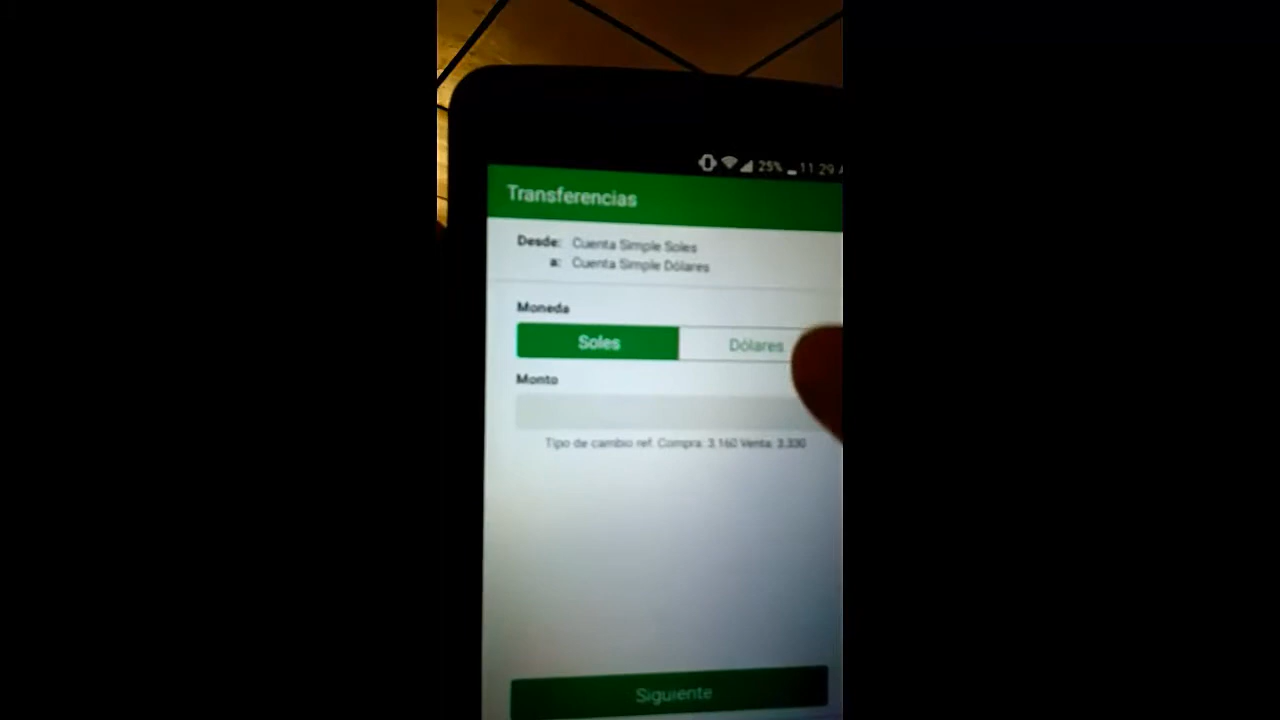 25% 11:29
Transferencias
Desde: Cuenta Simple Soles
a: Cuenta Simple Dólares
Moneda
Soles Dólares
Monto
Tipo de cambio ref. Compra: 3.160 Venta: 3.330
Siguiente